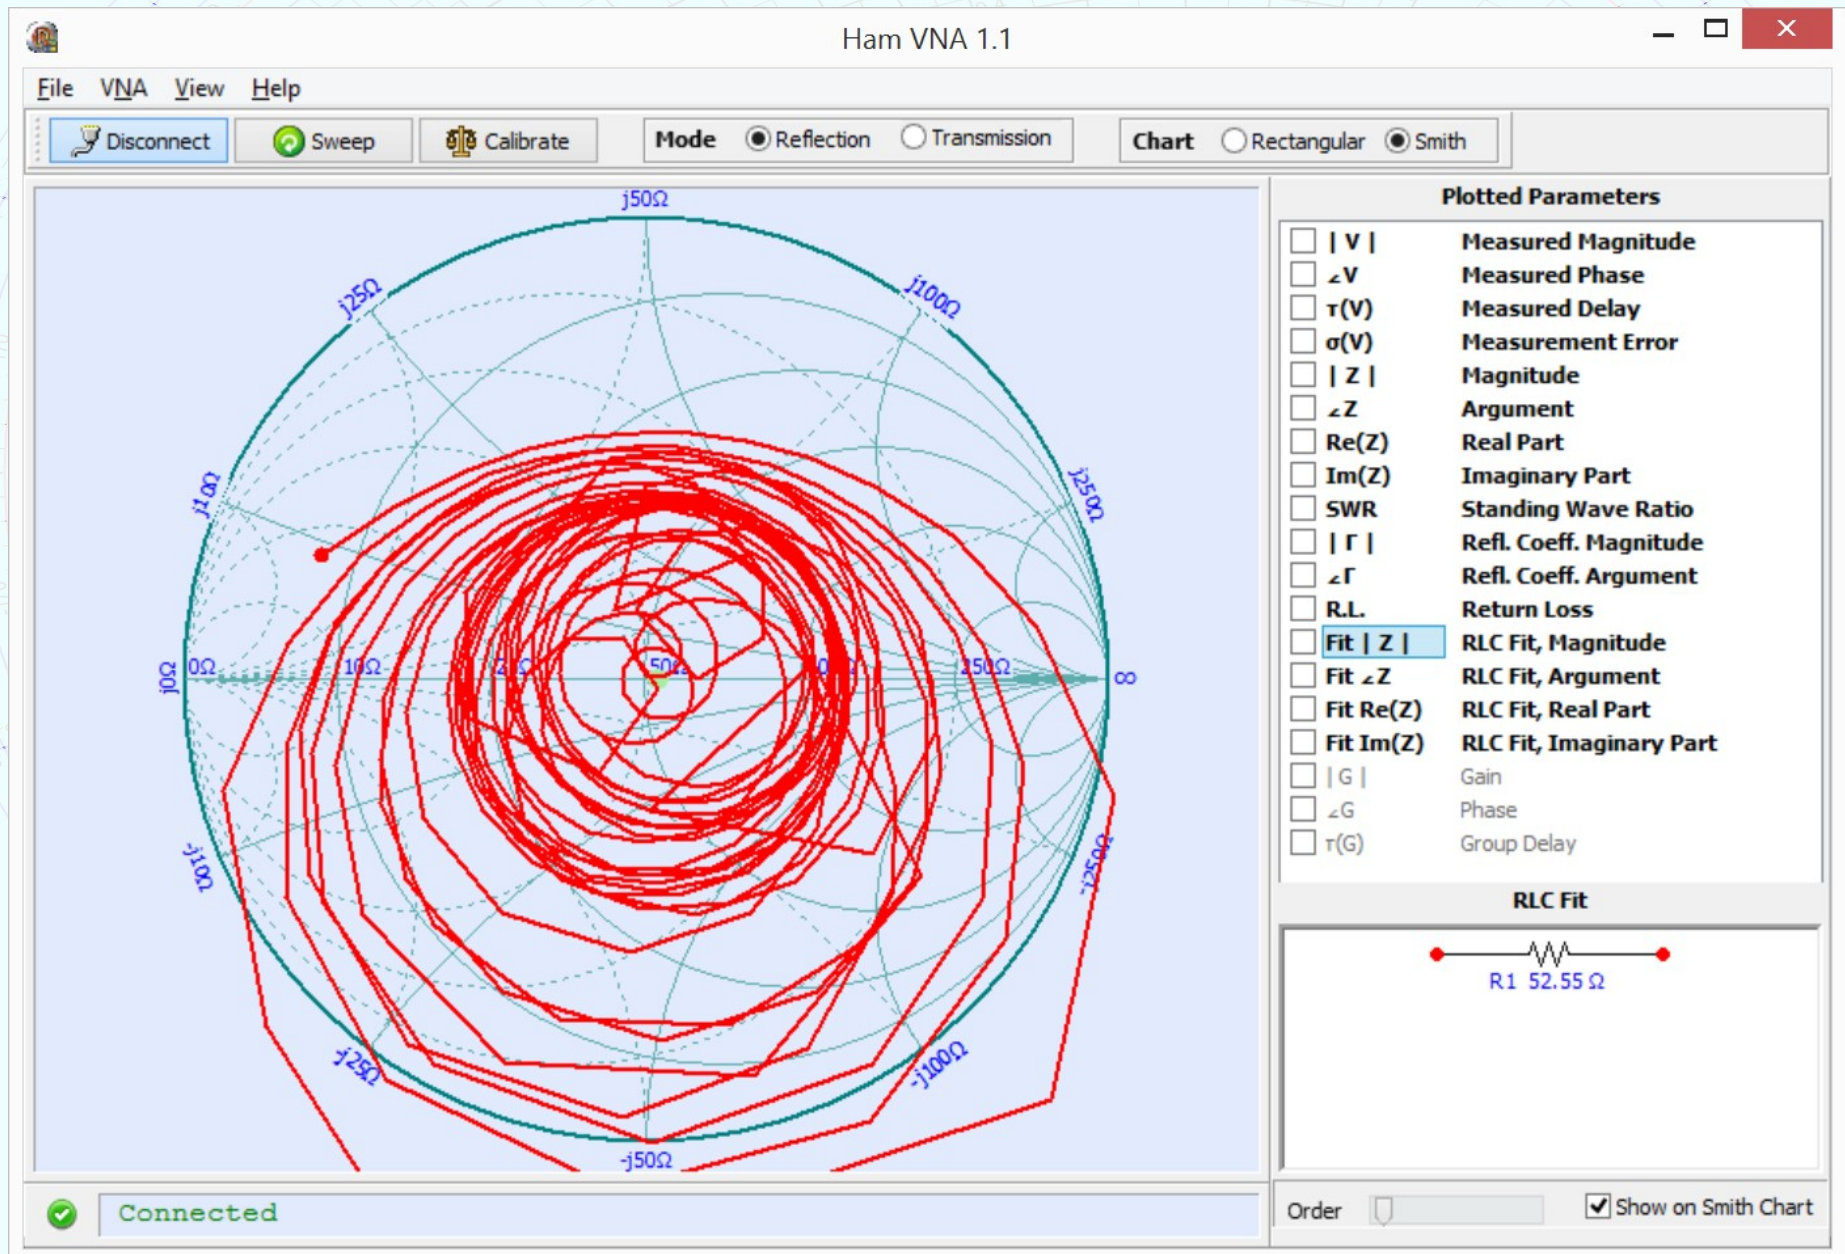 Ham VNA 1.1
File VNA View Help
Disconnect Sweep Calibrate Mode Reflection Transmission Chart Rectangular Smith
j50Ω
j25Ω
j100Ω
j10Ω
j250Ω
j0Ω
0Ω 10Ω 50Ω 250Ω ∞
-j10Ω
-j250Ω
-j25Ω
-j100Ω
-j50Ω
Plotted Parameters
| V | Measured Magnitude
∠V Measured Phase
τ(V) Measured Delay
σ(V) Measurement Error
| Z | Magnitude
∠Z Argument
Re(Z) Real Part
Im(Z) Imaginary Part
SWR Standing Wave Ratio
| Γ | Refl. Coeff. Magnitude
∠Γ Refl. Coeff. Argument
R.L. Return Loss
Fit | Z | RLC Fit, Magnitude
Fit ∠Z RLC Fit, Argument
Fit Re(Z) RLC Fit, Real Part
Fit Im(Z) RLC Fit, Imaginary Part
| G | Gain
∠G Phase
τ(G) Group Delay
RLC Fit
R1 52.55 Ω
Order Show on Smith Chart
Connected